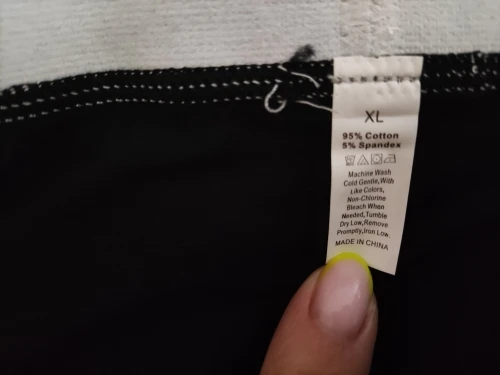 XL
95% Cotton
5% Spandex
Machine Wash
Cold Gentle,With
Like Colors,
Non-Chlorine
Bleach When
Needed,Tumble
Dry Low,Remove
Promptly,Iron Low.
MADE IN CHINA